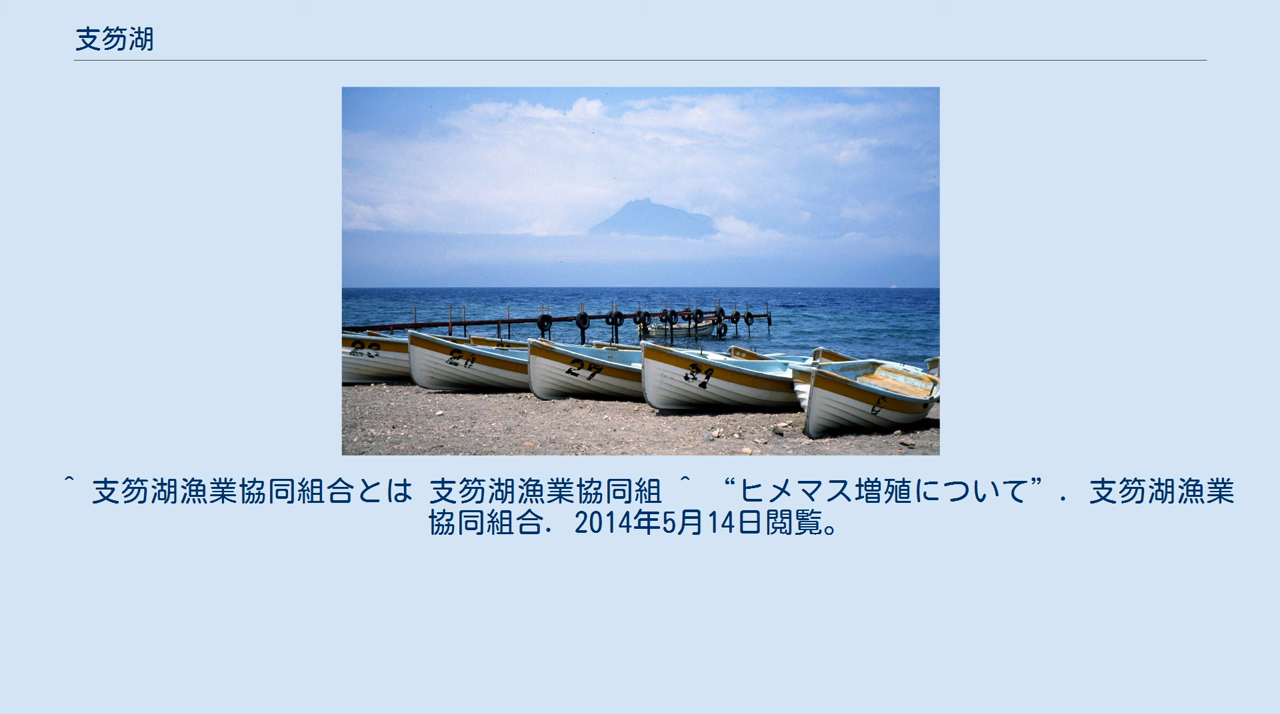 支笏湖
^ 支笏湖漁業協同組合とは 支笏湖漁業協同組 ^ “ヒメマス増殖について”. 支笏湖漁業
協同組合. 2014年5月14日閲覧。
27
31